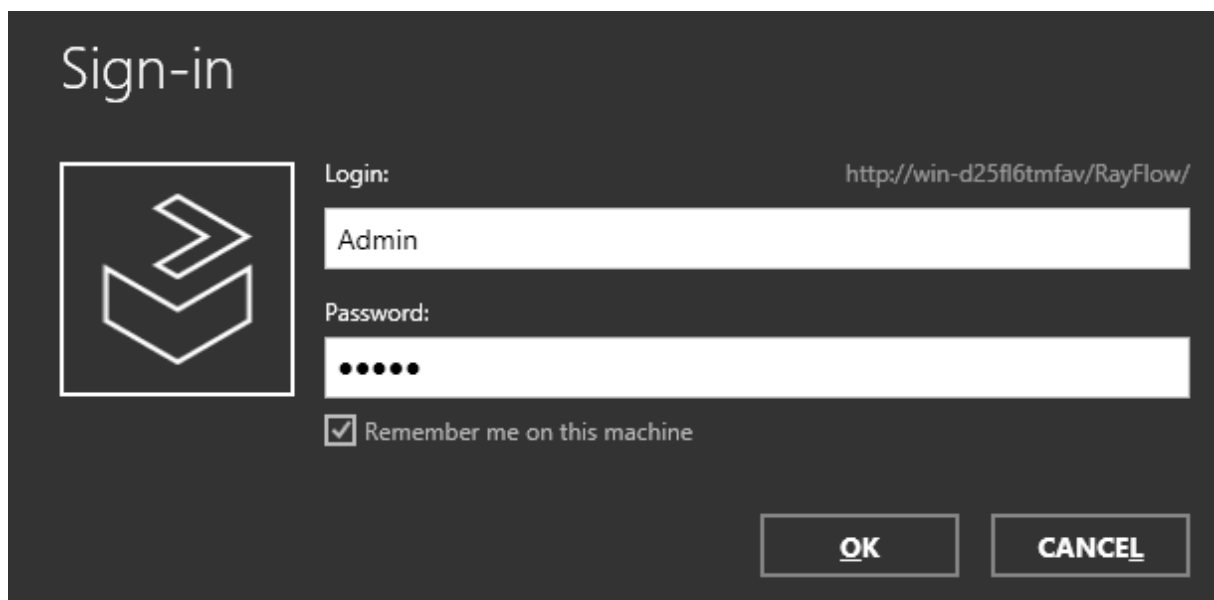 Sign-in
Login:
http://win-d25fl6tmfav/RayFlow/
Admin
Password:
•••••
Remember me on this machine
OK
CANCEL